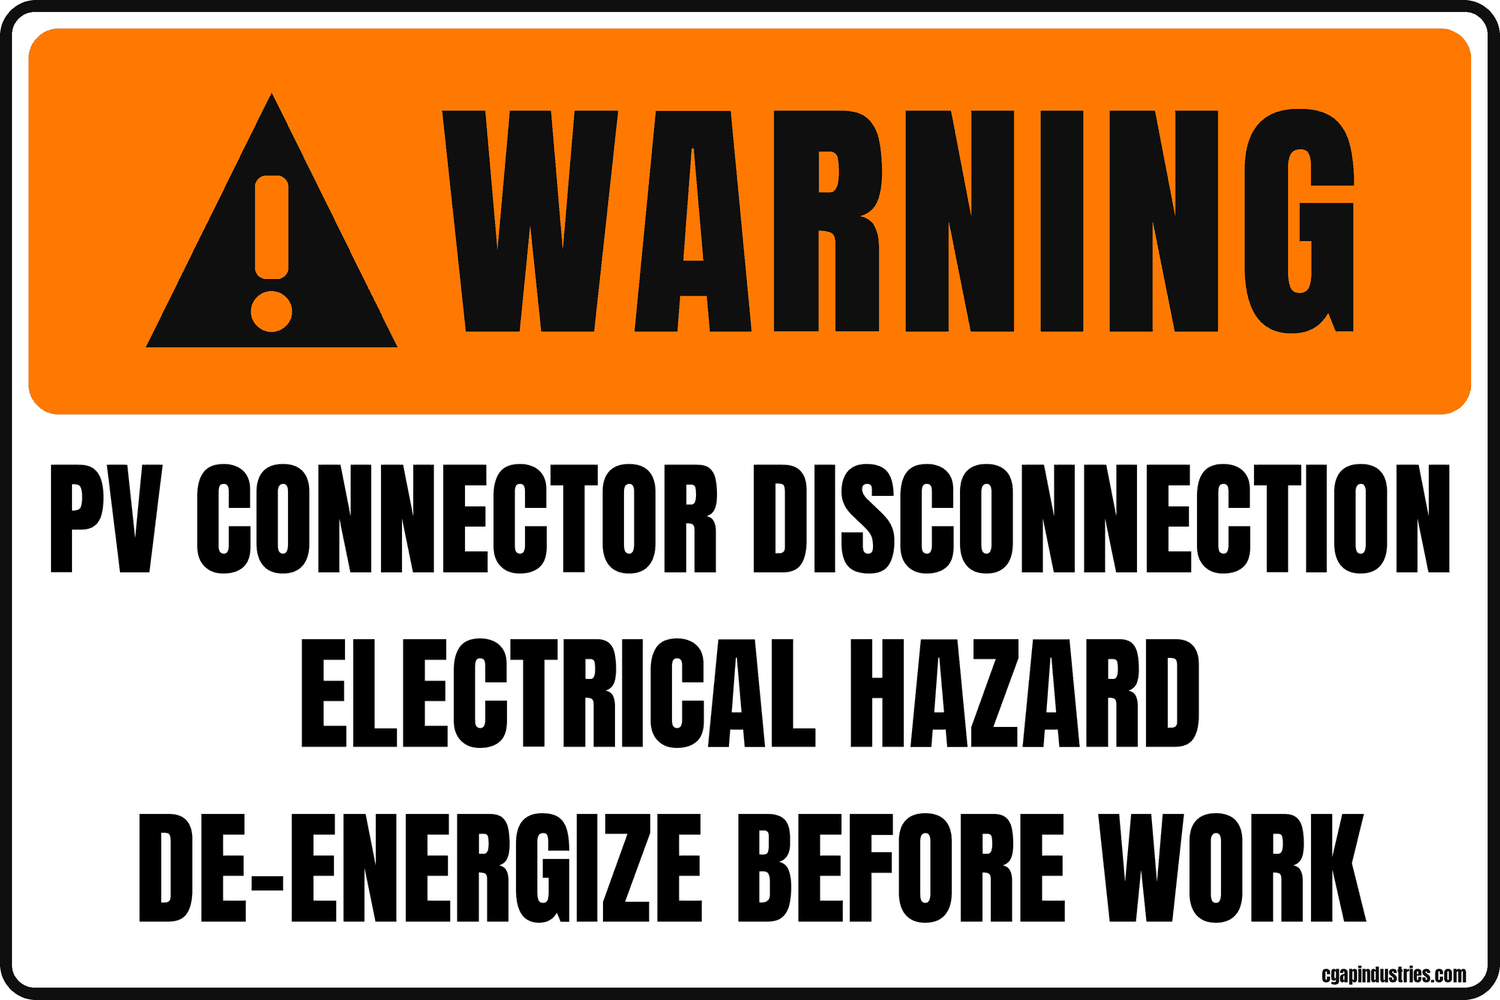 WARNING
PV CONNECTOR DISCONNECTION
ELECTRICAL HAZARD
DE-ENERGIZE BEFORE WORK
cgapindustries.com